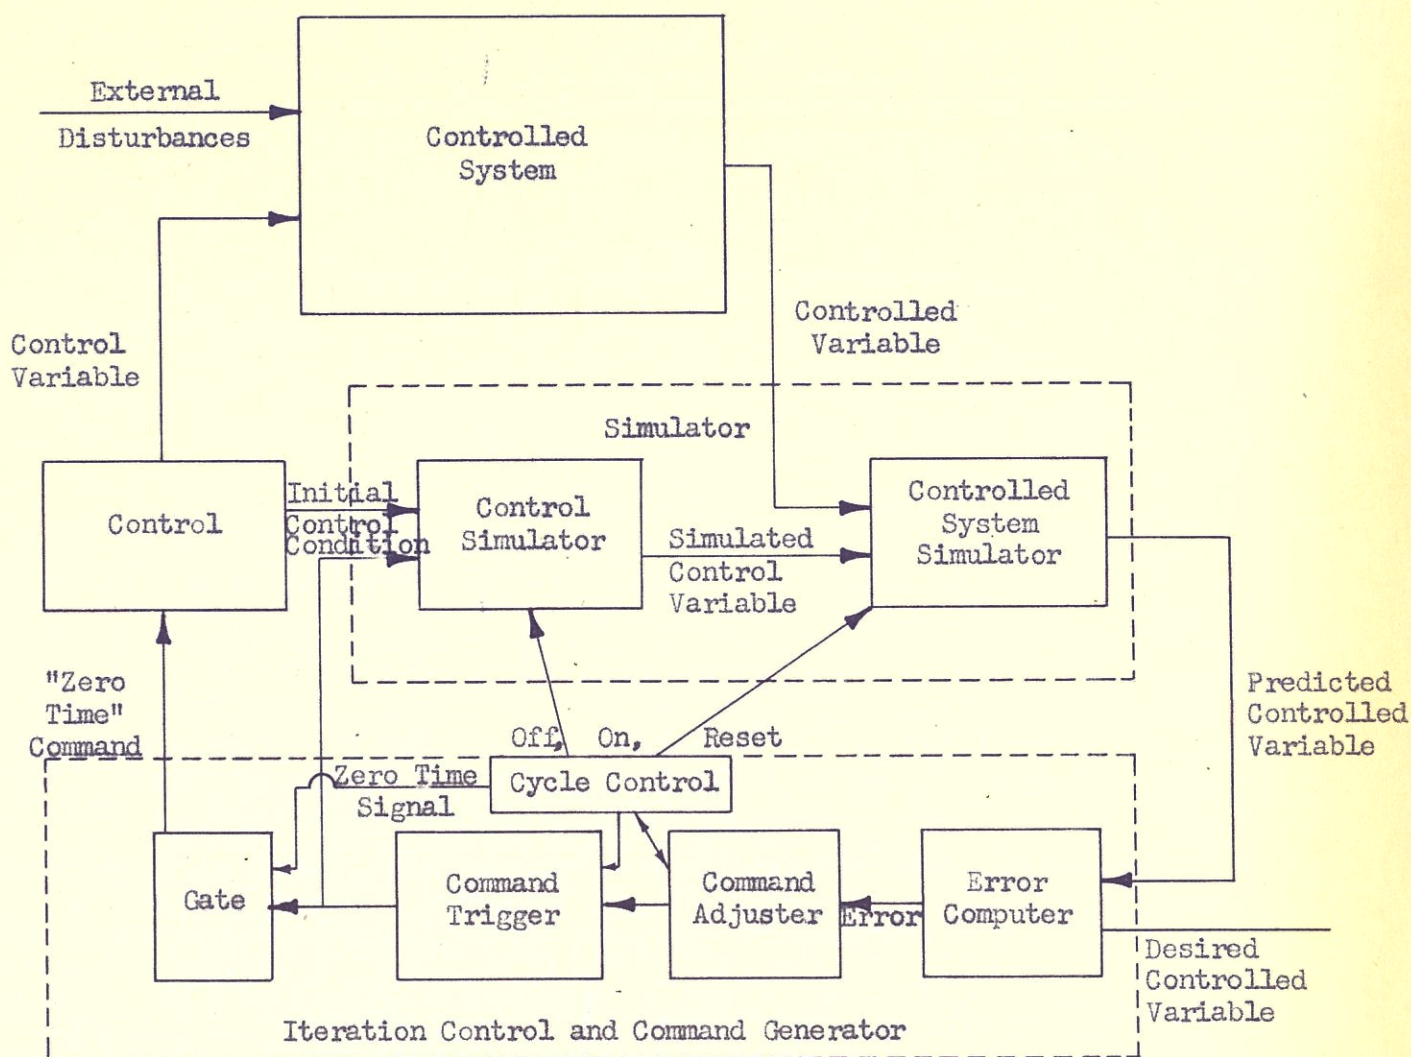 External
Disturbances
Controlled
System
Controlled
Variable
Control
Variable
Simulator
Control
Initial
Control
Condition
Control
Simulator
Simulated
Control
Variable
Controlled
System
Simulator
"Zero
Time"
Command
Predicted
Controlled
Variable
Off, On, Reset
Zero Time
Signal
Cycle Control
Gate
Command
Trigger
Command
Adjuster
Error
Error
Computer
Desired
Controlled
Variable
Iteration Control and Command Generator